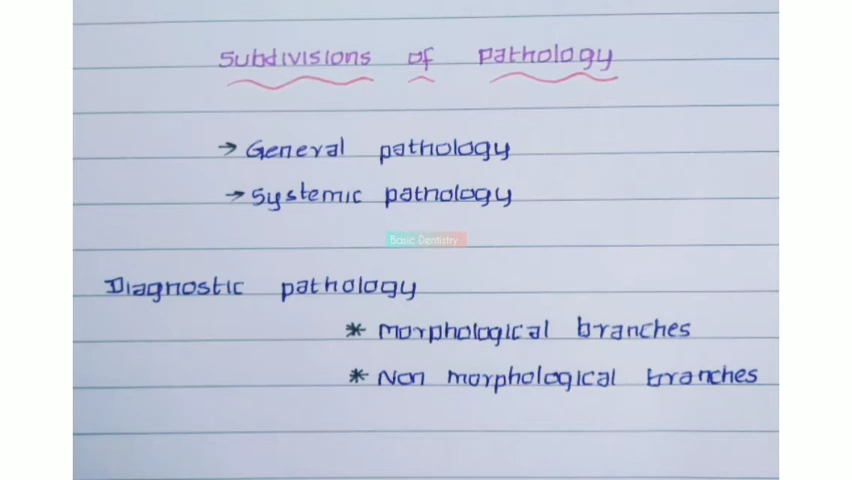 Subdivisions of pathology
→ General pathology
→ Systemic pathology
Basic Dentistry
Diagnostic pathology
* morphological branches
* Non morphological branches